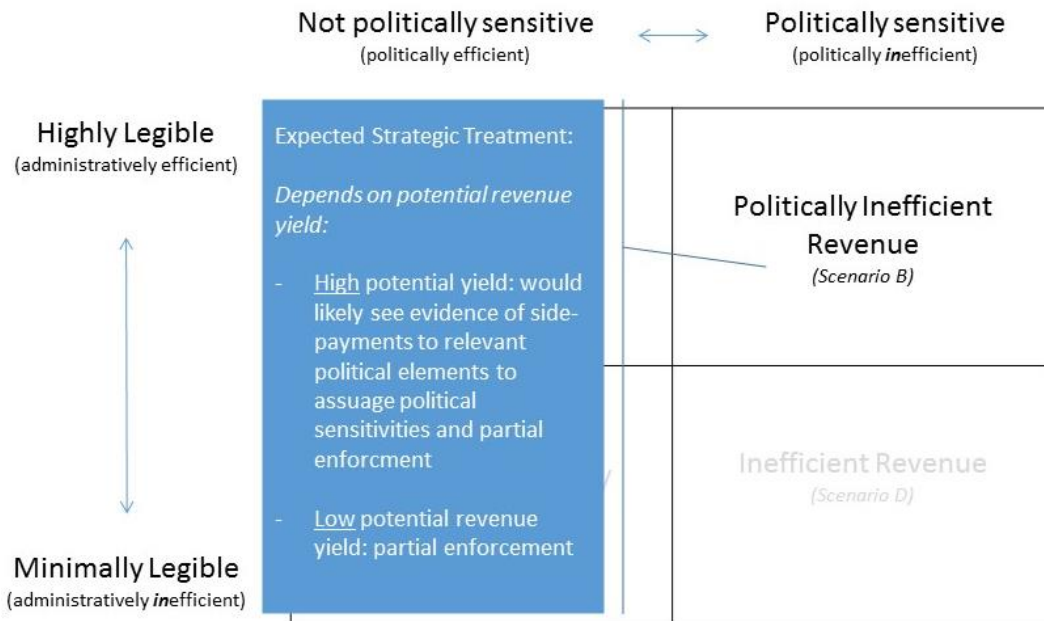 Not politically sensitive
(politically efficient)
Politically sensitive
(politically inefficient)
Highly Legible
(administratively efficient)
Expected Strategic Treatment:
Depends on potential revenue
yield:
- High potential yield: would
likely see evidence of side-
payments to relevant
political elements to
assuage political
sensitivities and partial
enforcment
- Low potential revenue
yield: partial enforcement
Politically Inefficient
Revenue
(Scenario B)
Inefficient Revenue
(Scenario D)
Minimally Legible
(administratively inefficient)